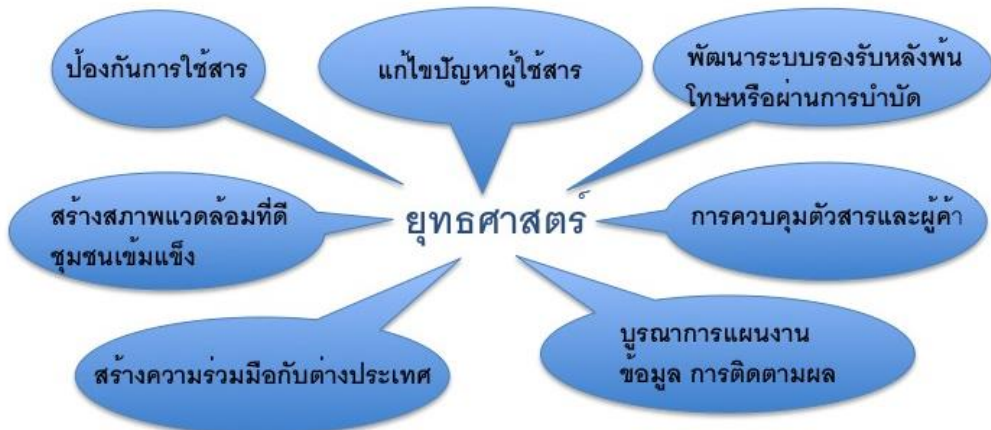 ป้องกันการใช้สาร
แก้ไขปัญหาผู้ใช้สาร
พัฒนาระบบรองรับหลังพ้น
โทษหรือผ่านการบำบัด
สร้างสภาพแวดล้อมที่ดี
ชุมชนเข้มแข็ง
ยุทธศาสตร์
การควบคุมตัวสารและผู้ค้า
สร้างความร่วมมือกับต่างประเทศ
บูรณาการแผนงาน
ข้อมูล การติดตามผล